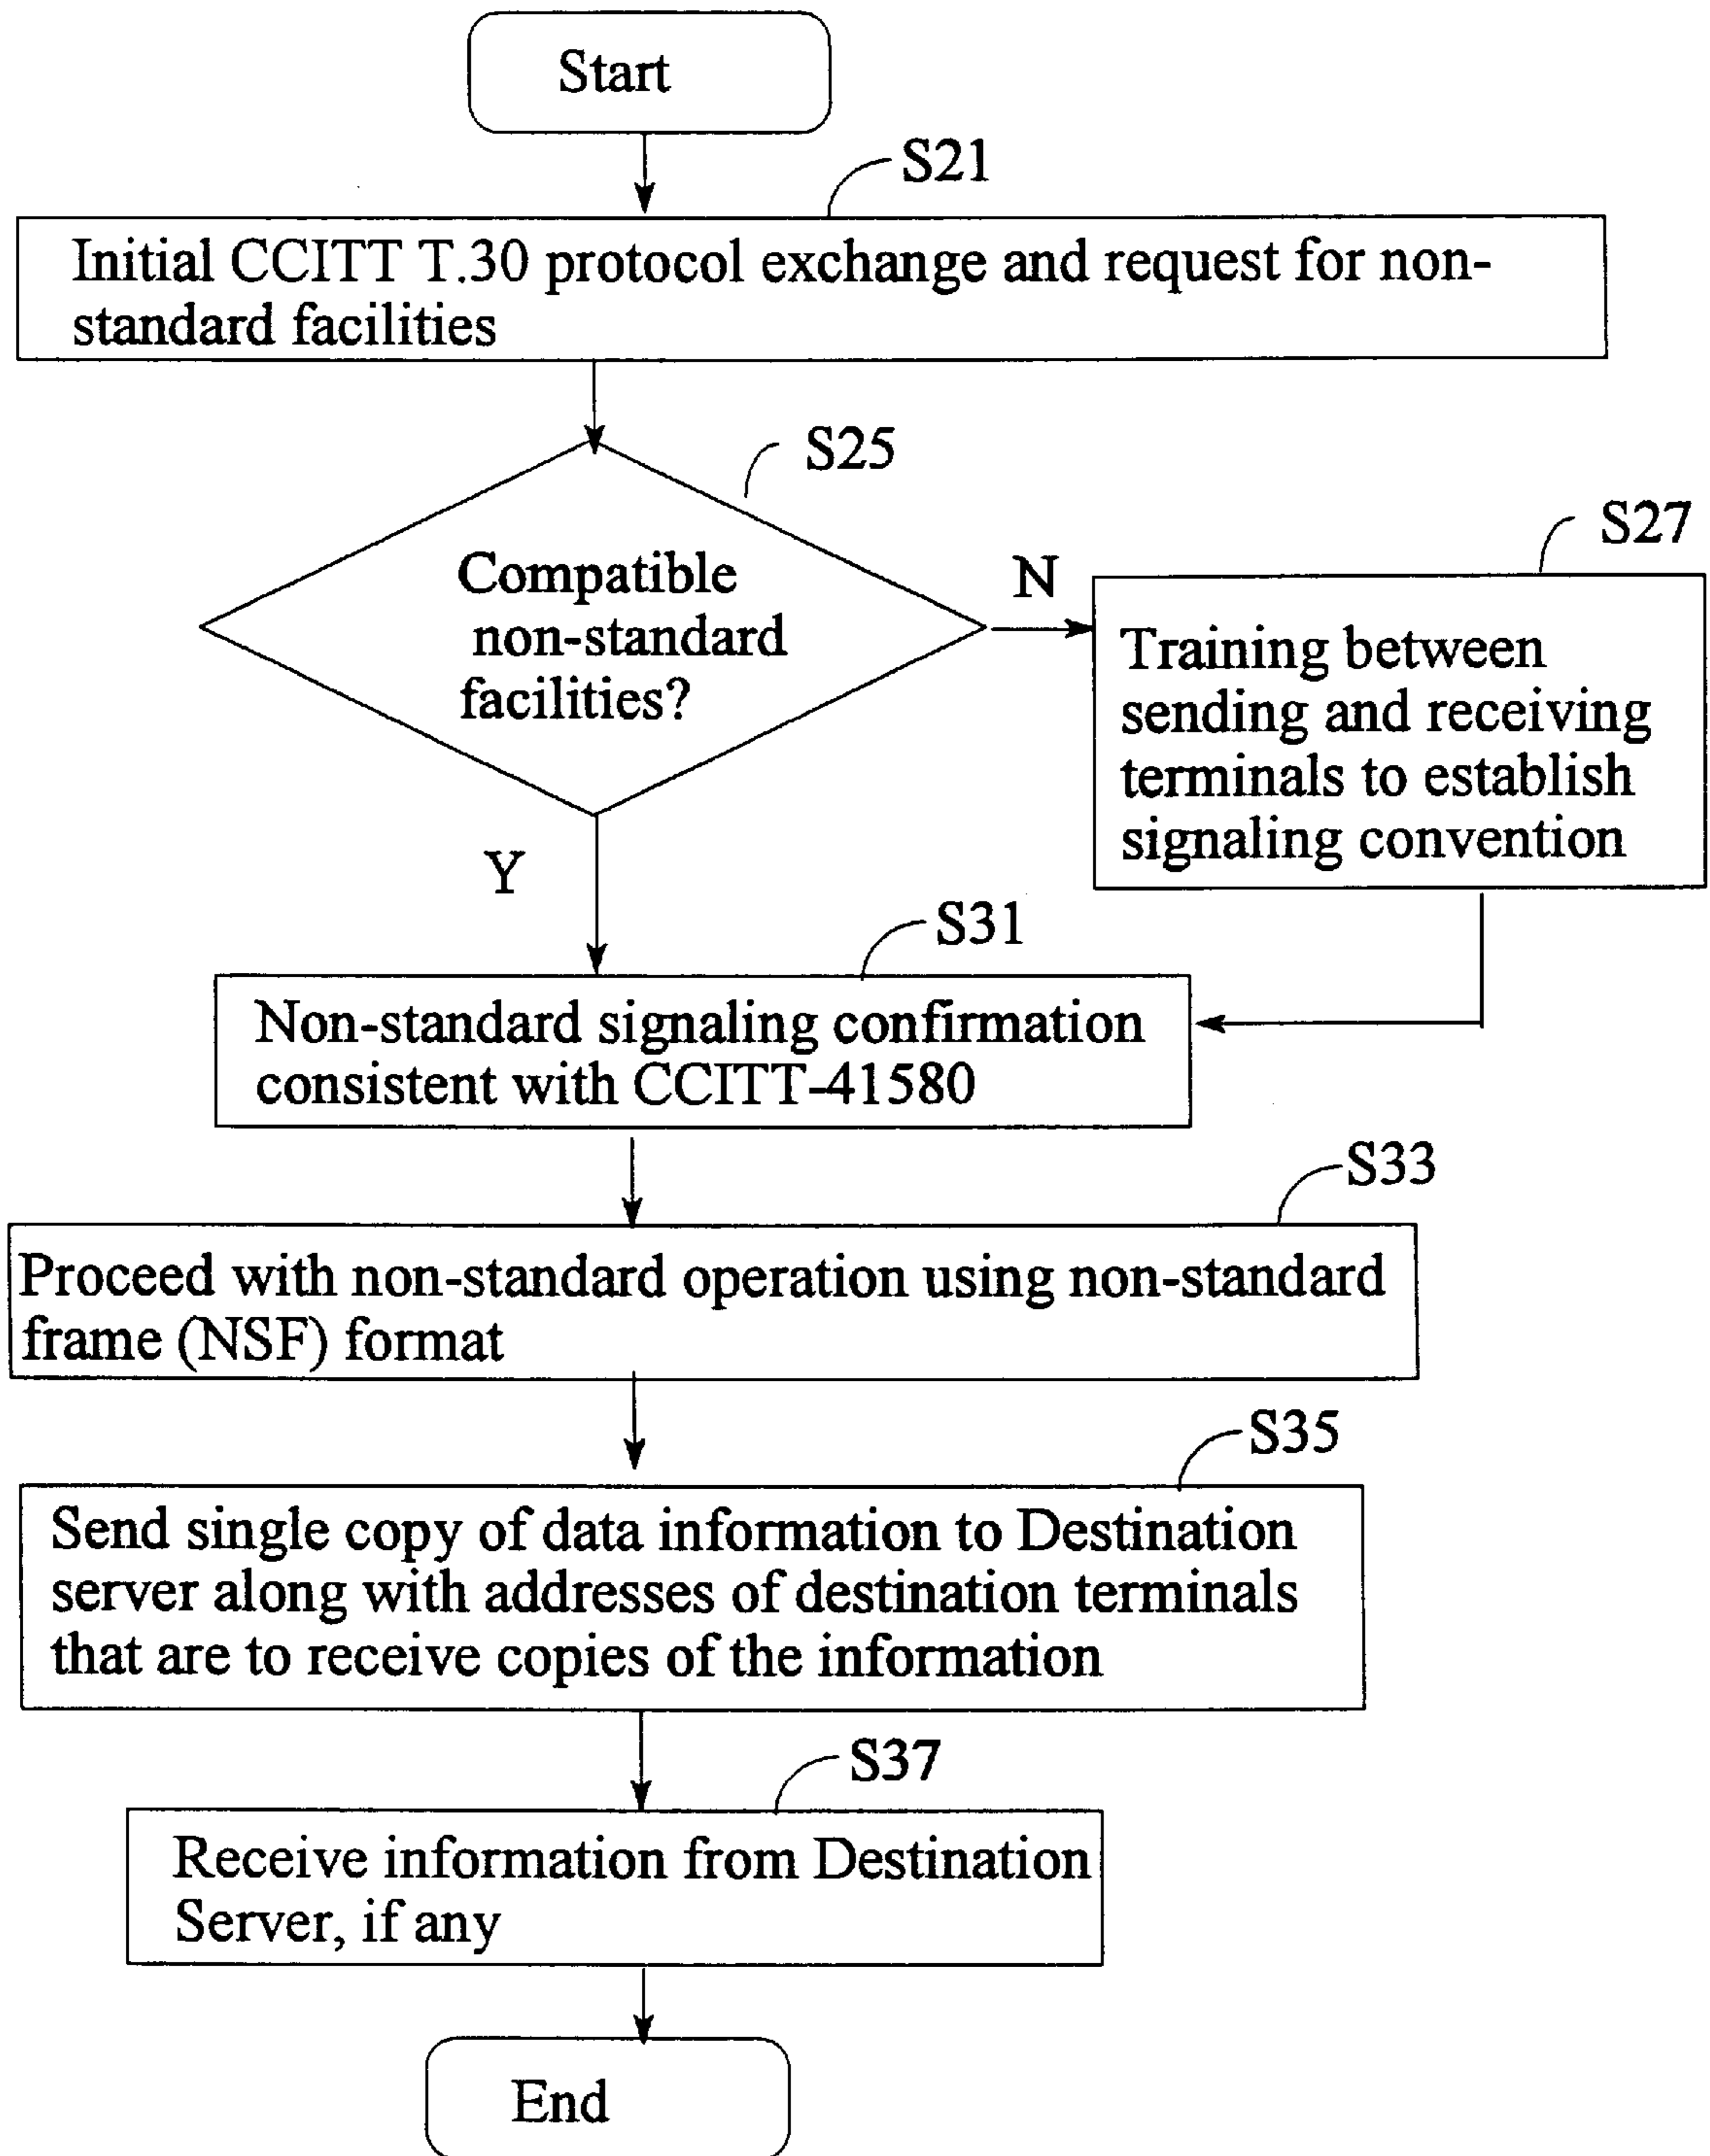 Start
S21
Initial CCITT T.30 protocol exchange and request for non-
standard facilities
S25
Compatible
non-standard
facilities?
N
S27
Training between
sending and receiving
terminals to establish
signaling convention
Y
S31
Non-standard signaling confirmation
consistent with CCITT-41580
S33
Proceed with non-standard operation using non-standard
frame (NSF) format
S35
Send single copy of data information to Destination
server along with addresses of destination terminals
that are to receive copies of the information
S37
Receive information from Destination
Server, if any
End